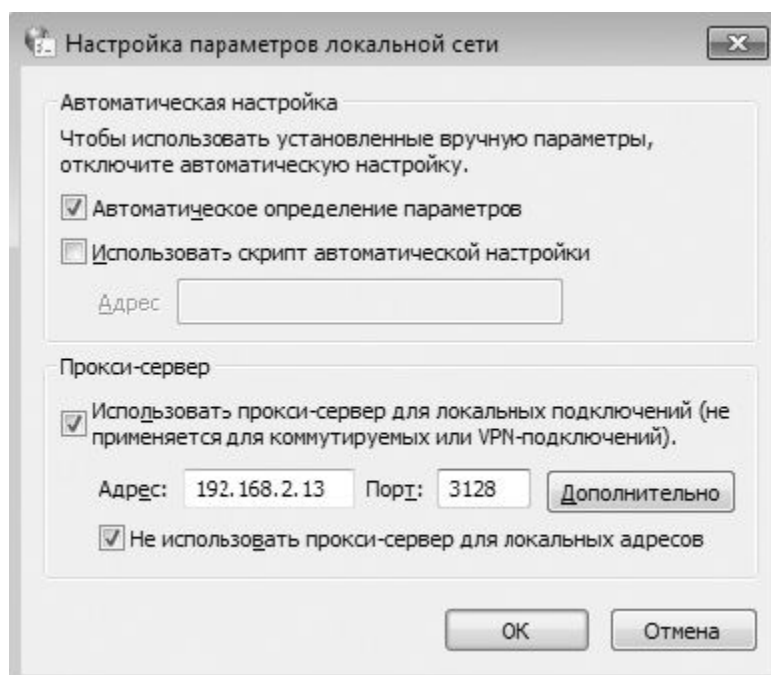 Настройка параметров локальной сети
Автоматическая настройка
Чтобы использовать установленные вручную параметры,
отключите автоматическую настройку.
Автоматическое определение параметров
Использовать скрипт автоматической настройки
Адрес
Прокси-сервер
Использовать прокси-сервер для локальных подключений (не
применяется для коммутируемых или VPN-подключений).
Адрес: 192.168.2.13 Порт: 3128 Дополнительно
Не использовать прокси-сервер для локальных адресов
ОК Отмена